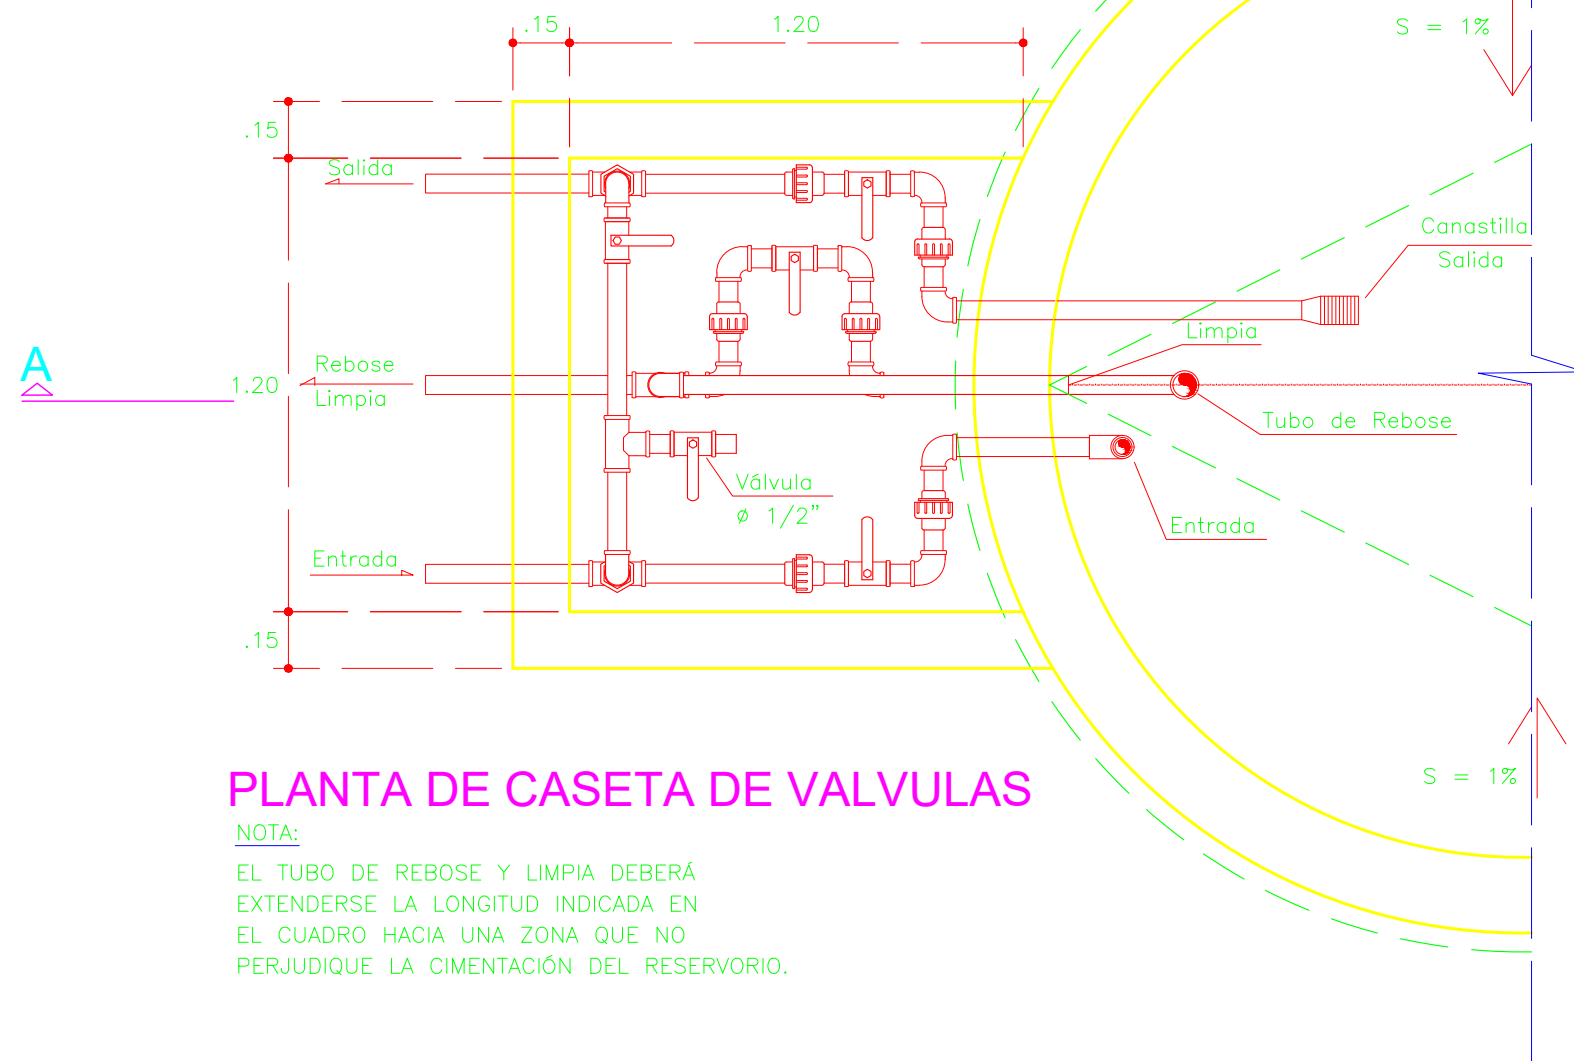 .15
1.20
S = 1%
.15
Salida
Canastilla
Salida
Limpia
A
1.20
Rebose
Limpia
Tubo de Rebose
Válvula
ø 1/2”
Entrada
Entrada
.15
S = 1%
PLANTA DE CASETA DE VALVULAS
NOTA:
EL TUBO DE REBOSE Y LIMPIA DEBERÁ
EXTENDERSE LA LONGITUD INDICADA EN
EL CUADRO HACIA UNA ZONA QUE NO
PERJUDIQUE LA CIMENTACIÓN DEL RESERVORIO.